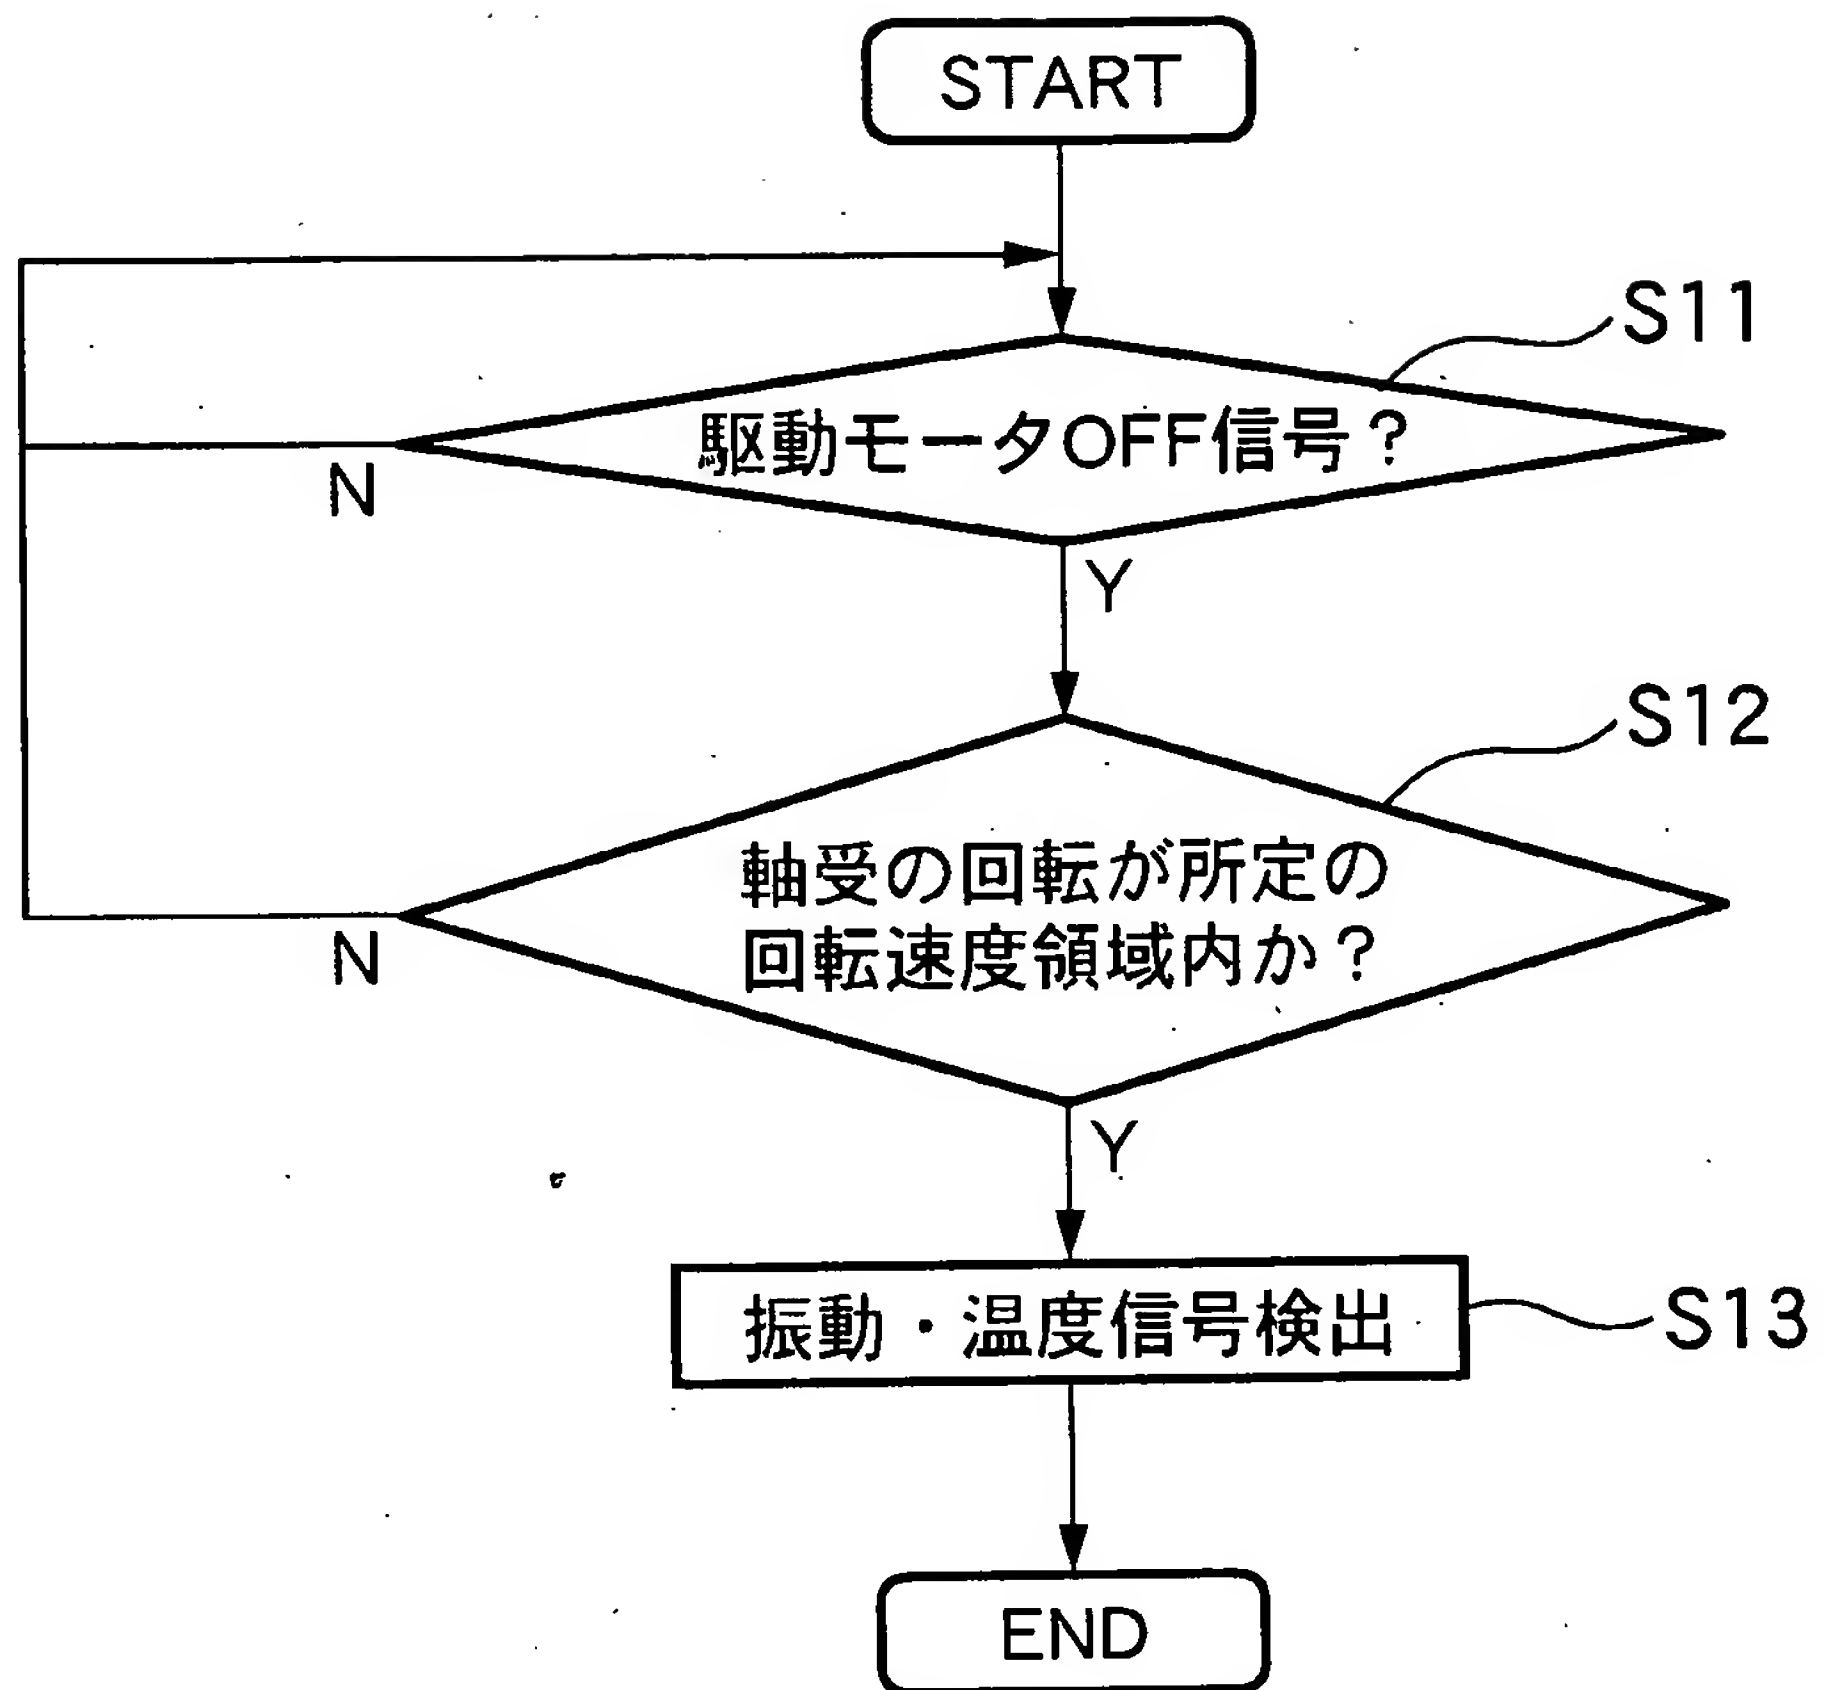 START
S11
駆動モータOFF信号？
N
Y
S12
軸受の回転が所定の
回転速度領域内か？
N
Y
振動・温度信号検出
S13
END